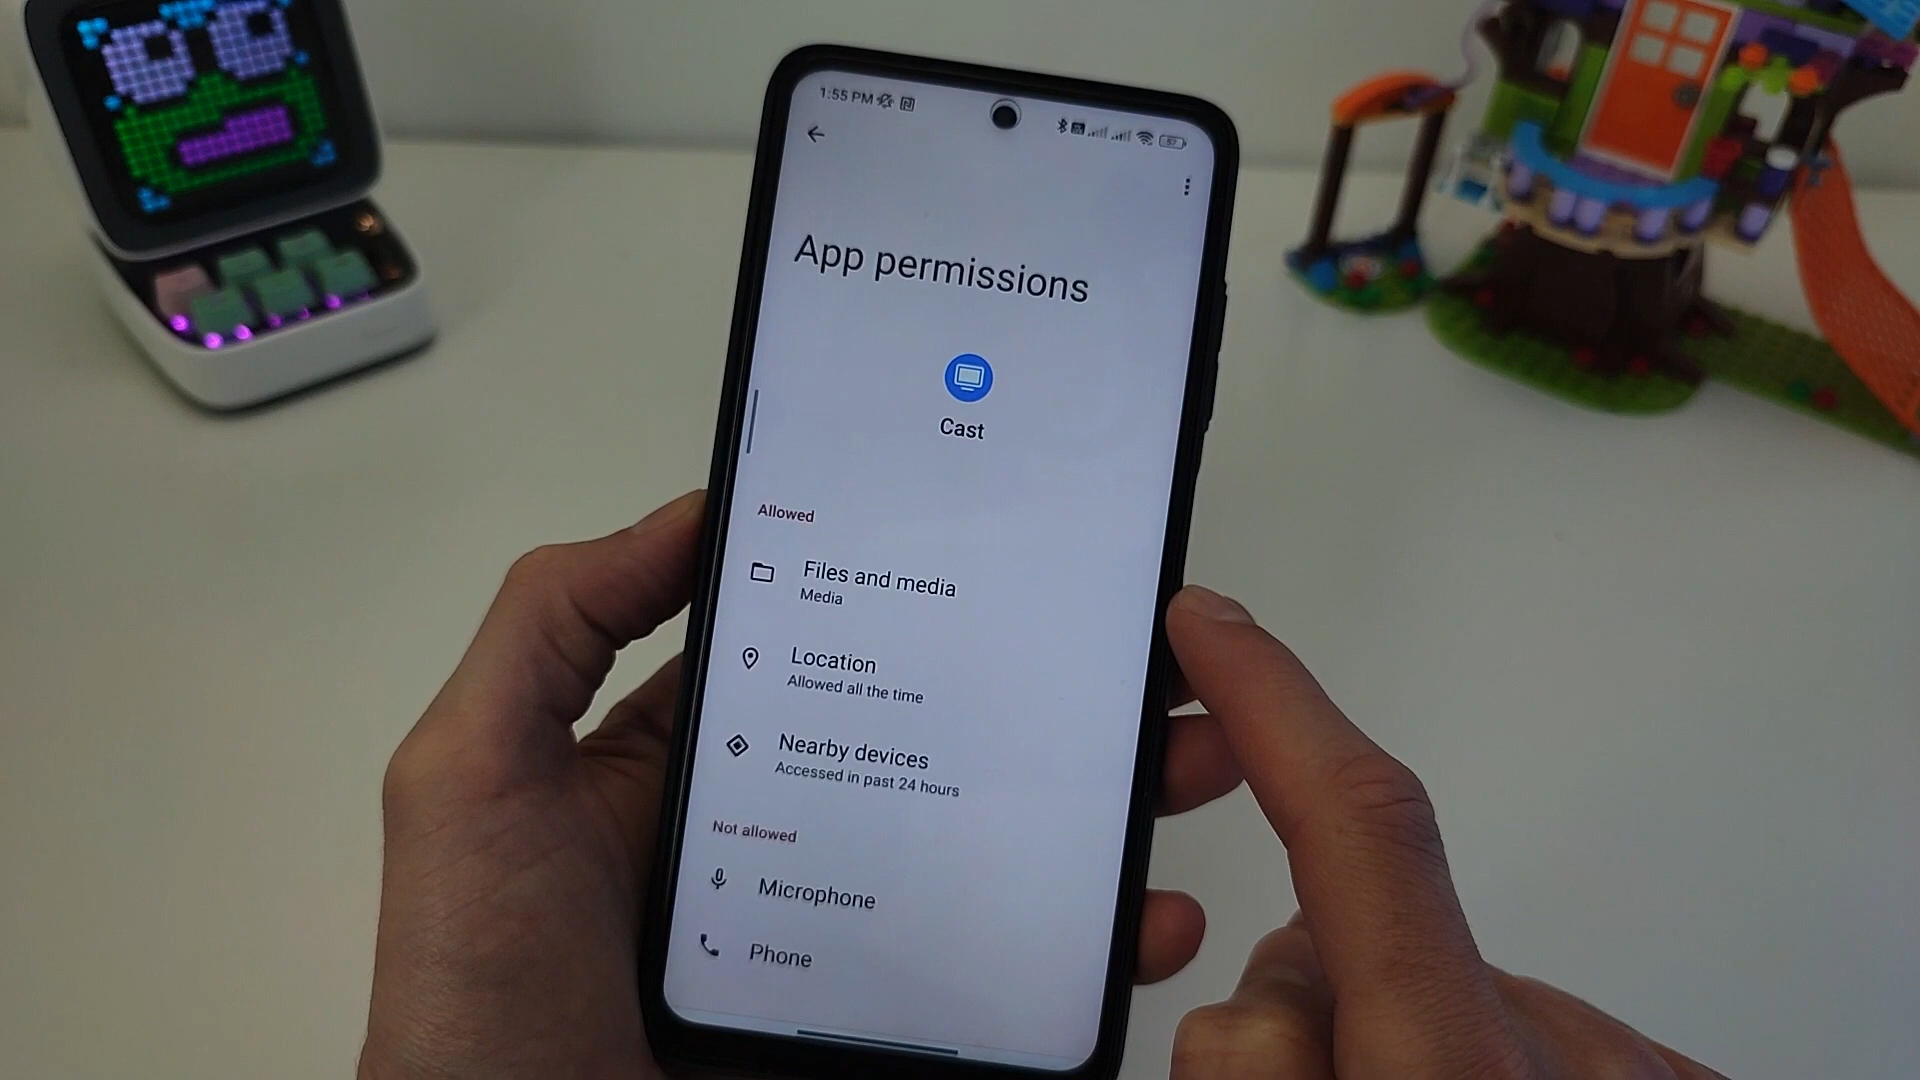 1:55 PM
57
App permissions
Cast
Allowed
Files and media
Media
Location
Allowed all the time
Nearby devices
Accessed in past 24 hours
Not allowed
Microphone
Phone